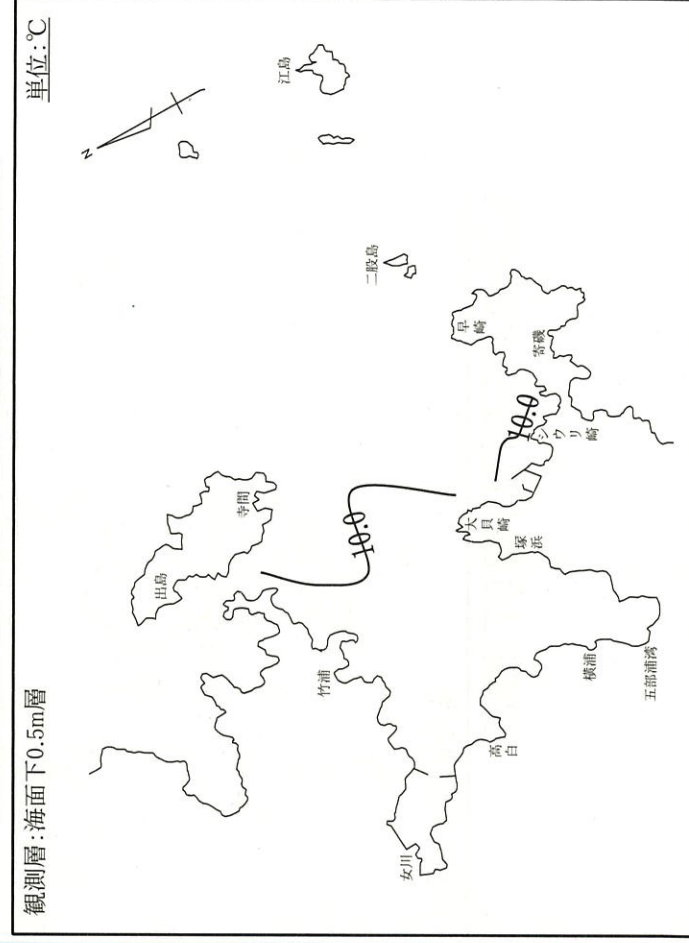 観測層:海面下0.5m層
単位:℃
N
江島
二股島
早崎
寄磯
10.0
シウリ崎
寺間
出島
10.0
大貝崎
塚浜
竹浦
横浦
五部浦湾
高白
女川